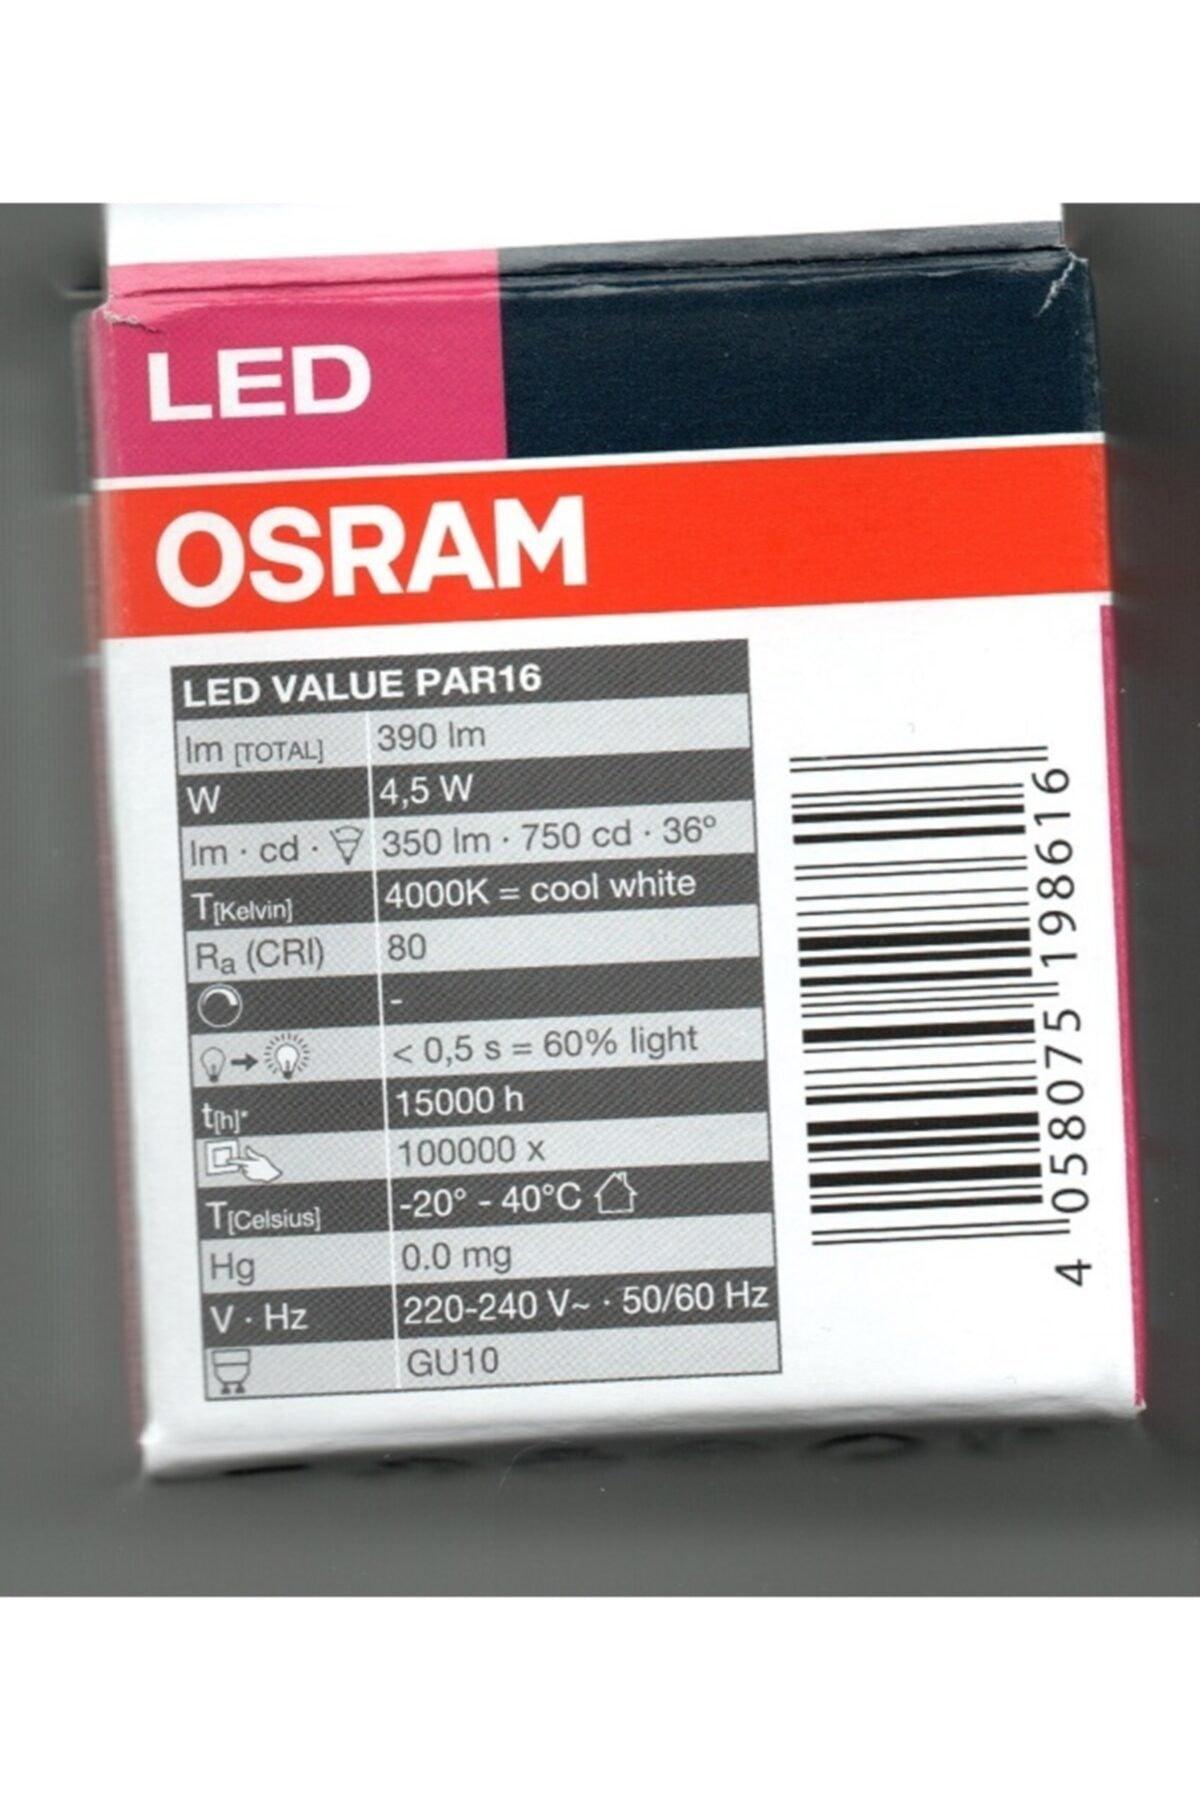 LED
OSRAM
LED VALUE PAR16
lm [TOTAL] 390 lm
W 4,5 W
lm · cd · 350 lm · 750 cd · 36º
T[Kelvin] 4000K = cool white
Ra (CRI) 80
-
< 0,5 s = 60% light
t[h]* 15000 h
100000 x
T[Celsius] -20° - 40°C
Hg 0.0 mg
V · Hz 220-240 V~ · 50/60 Hz
GU10
4 058075 198616